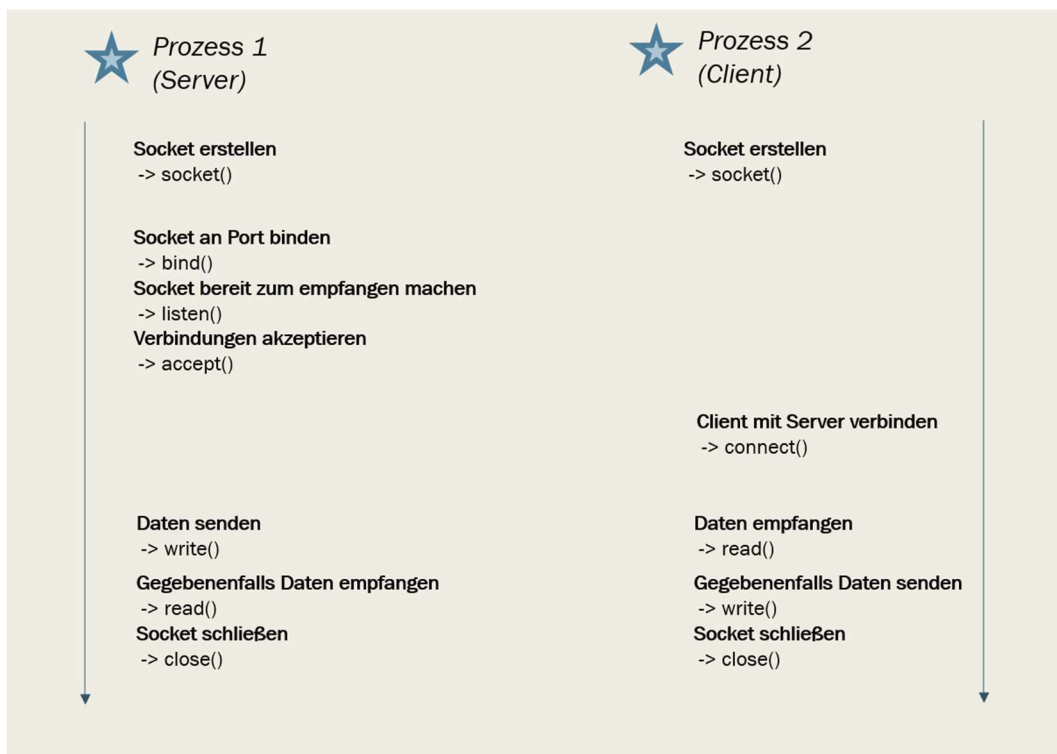 Prozess 1
(Server)
Socket erstellen
-> socket()
Socket an Port binden
-> bind()
Socket bereit zum empfangen machen
-> listen()
Verbindungen akzeptieren
-> accept()
Daten senden
-> write()
Gegebenenfalls Daten empfangen
-> read()
Socket schließen
-> close()
Prozess 2
(Client)
Socket erstellen
-> socket()
Client mit Server verbinden
-> connect()
Daten empfangen
-> read()
Gegebenenfalls Daten senden
-> write()
Socket schließen
-> close()